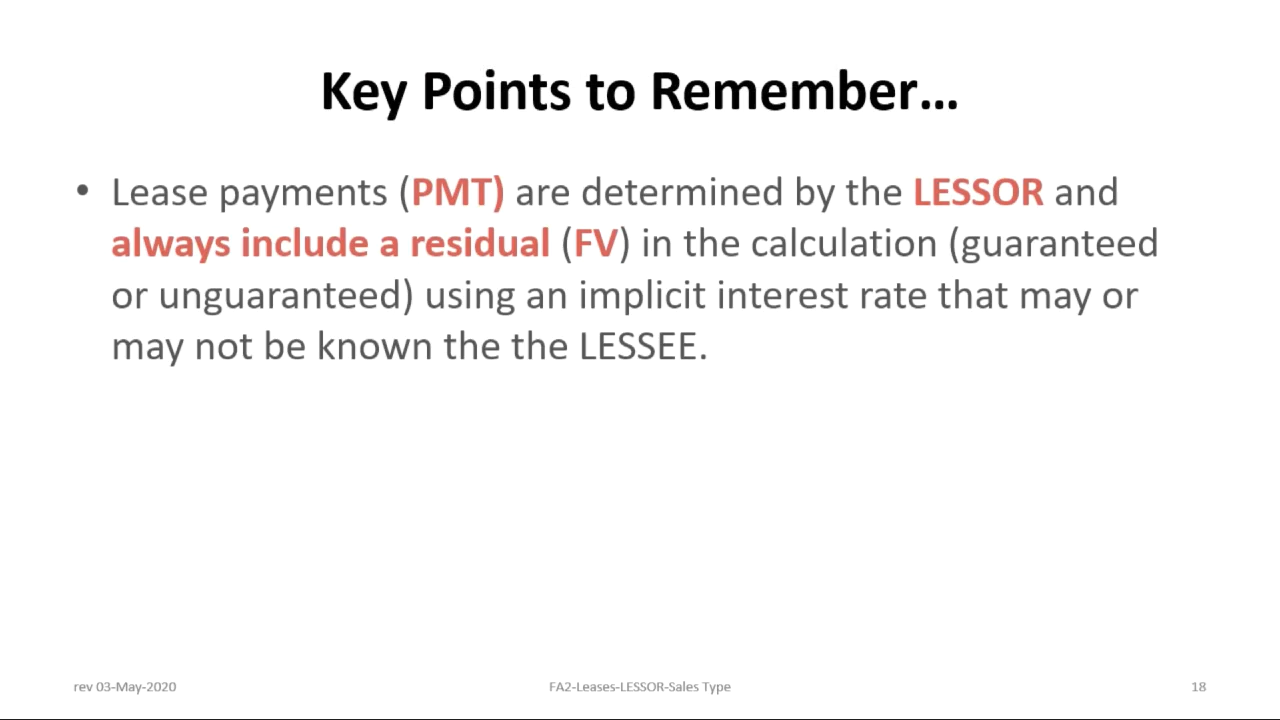 Key Points to Remember…
• Lease payments (PMT) are determined by the LESSOR and
always include a residual (FV) in the calculation (guaranteed
or unguaranteed) using an implicit interest rate that may or
may not be known the the LESSEE.
rev 03-May-2020
FA2-Leases-LESSOR-Sales Type
18